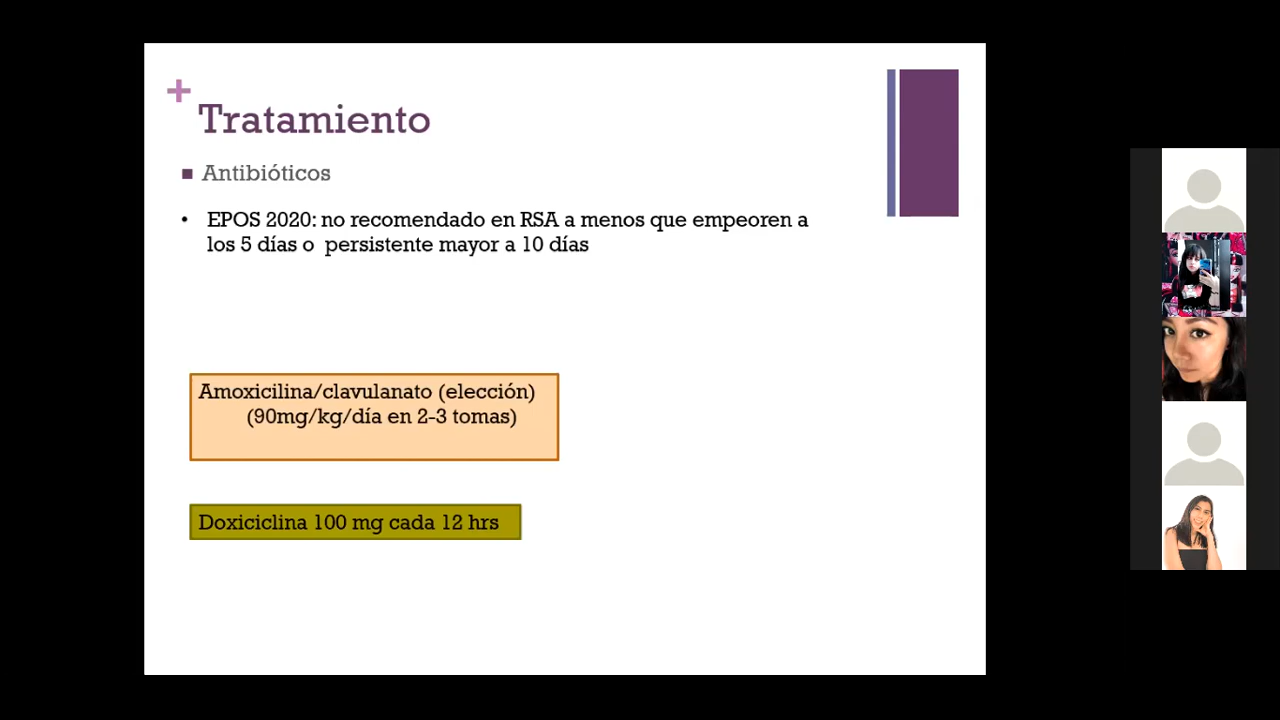 +
Tratamiento
Antibióticos
• EPOS 2020: no recomendado en RSA a menos que empeoren a
los 5 días o persistente mayor a 10 días
Amoxicilina/clavulanato (elección)
(90mg/kg/día en 2-3 tomas)
Doxiciclina 100 mg cada 12 hrs